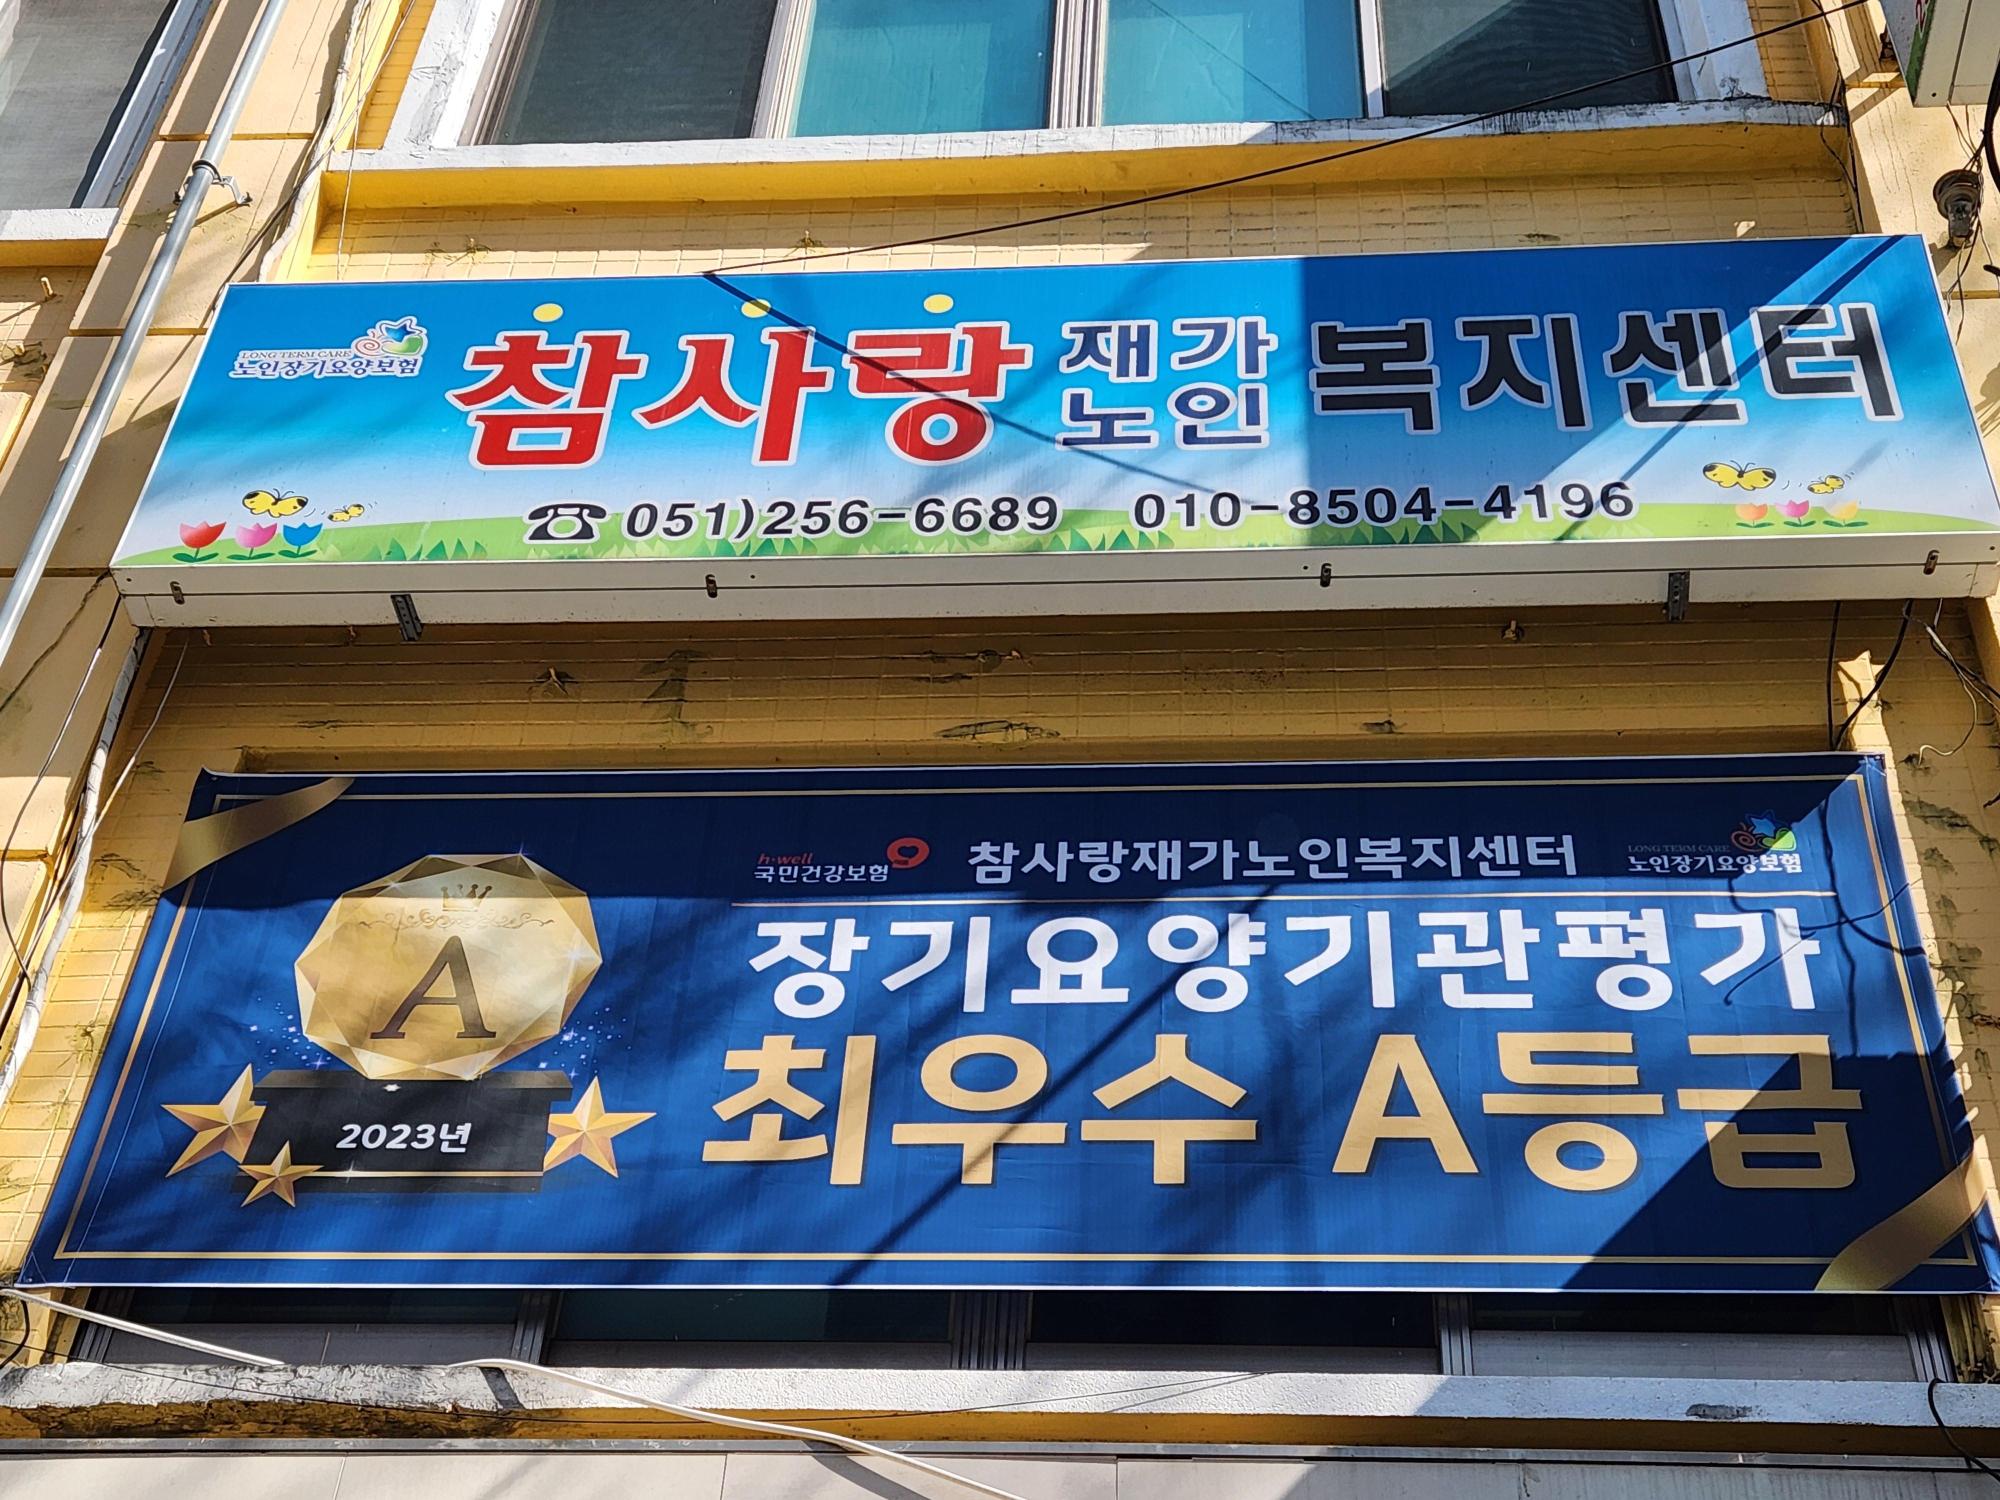 LONG TERM CARE
노인장기요양보험
참사랑 재가노인 복지센터
☎ 051)256-6689 010-8504-4196
h·well
국민건강보험
참사랑재가노인복지센터
LONG TERM CARE
노인장기요양보험
장기요양기관평가
최우수 A등급
A
2023년